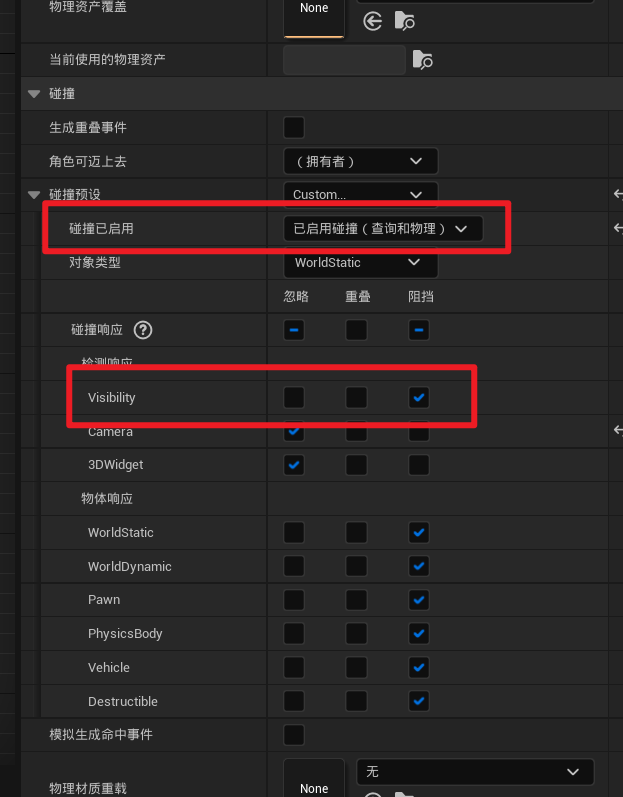 物理资产覆盖
None
当前使用的物理资产
碰撞
生成重叠事件
角色可迈上去 （拥有者）
碰撞预设 Custom...
碰撞已启用 已启用碰撞（查询和物理）
对象类型 WorldStatic
忽略 重叠 阻挡
碰撞响应 ?
检测响应
Visibility
Camera
3DWidget
物体响应
WorldStatic
WorldDynamic
Pawn
PhysicsBody
Vehicle
Destructible
模拟生成命中事件
无
物理材质重载
None